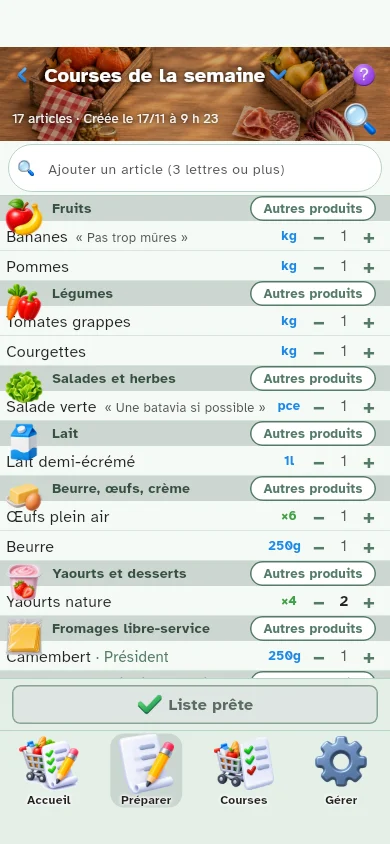 Courses de la semaine
?
17 articles · Créée le 17/11 à 9 h 23
Ajouter un article (3 lettres ou plus)
Fruits Autres produits
Bananes « Pas trop mûres » kg − 1 +
Pommes kg − 1 +
Légumes Autres produits
Tomates grappes kg − 1 +
Courgettes kg − 1 +
Salades et herbes Autres produits
Salade verte « Une batavia si possible » pce − 1 +
Lait Autres produits
Lait demi-écrémé 1l − 1 +
Beurre, œufs, crème Autres produits
Œufs plein air ×6 − 1 +
Beurre 250g − 1 +
Yaourts et desserts Autres produits
Yaourts nature ×4 − 2 +
Fromages libre-service Autres produits
Camembert · Président 250g − 1 +
Liste prête
Accueil Préparer Courses Gérer